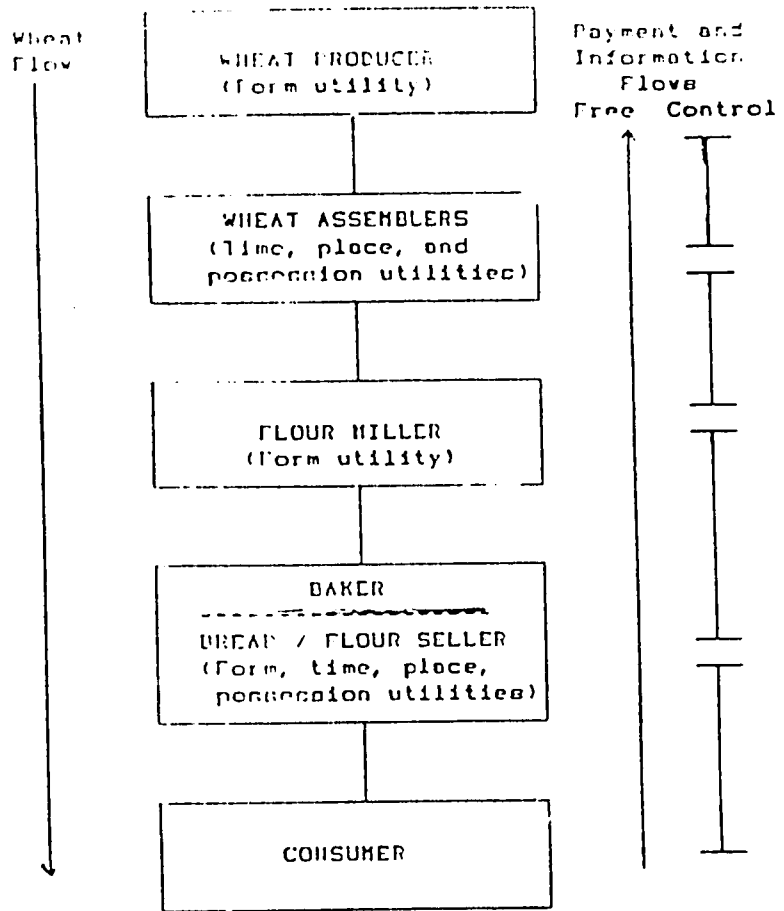 Wheat
Flow
Payment and
Information
Flows
Free Control
WHEAT PRODUCER
(Form utility)
WHEAT ASSEMBLERS
(Time, place, and
possession utilities)
FLOUR MILLER
(Form utility)
BAKER
BREAD / FLOUR SELLER
(Form, time, place,
possession utilities)
CONSUMER